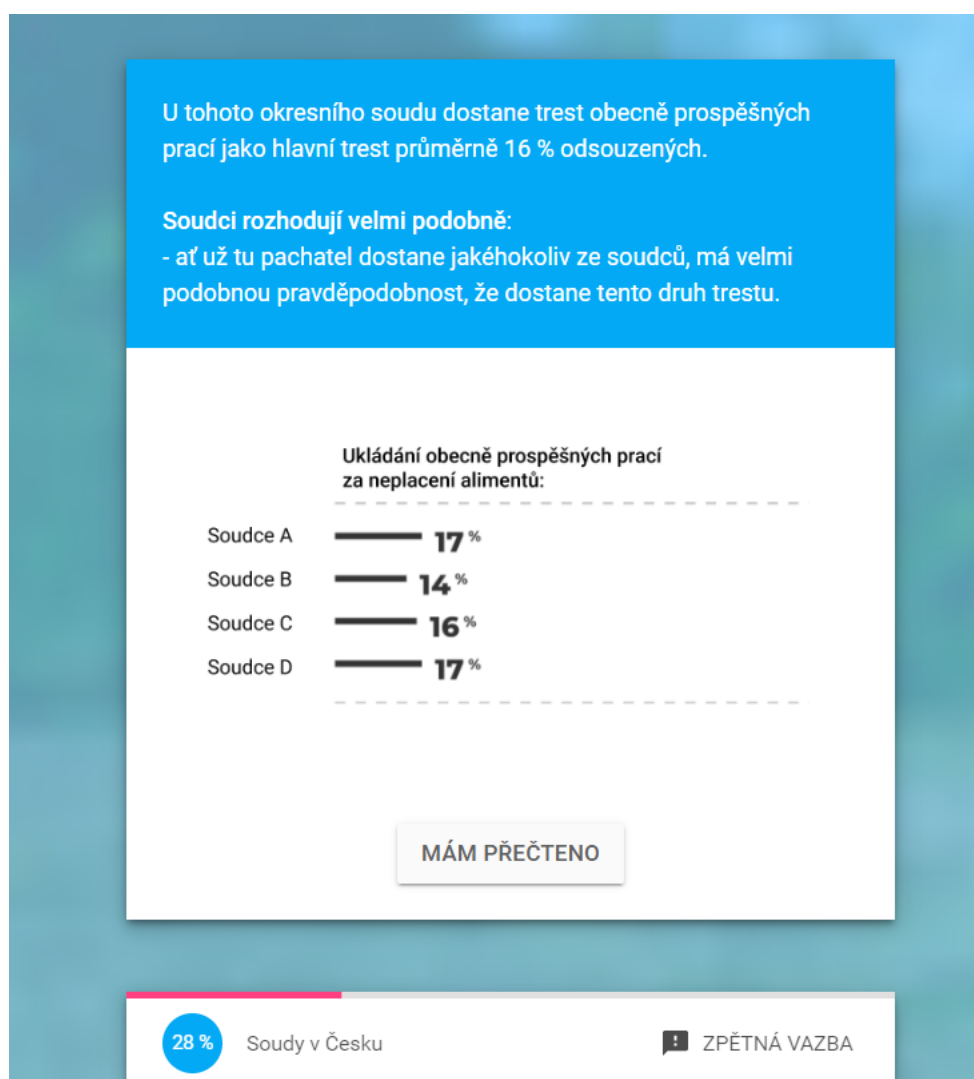 U tohoto okresního soudu dostane trest obecně prospěšných
prací jako hlavní trest průměrně 16 % odsouzených.
Soudci rozhodují velmi podobně:
- ať už tu pachatel dostane jakéhokoliv ze soudců, má velmi
podobnou pravděpodobnost, že dostane tento druh trestu.
Ukládání obecně prospěšných prací
za neplacení alimentů:
Soudce A 17 %
Soudce B 14 %
Soudce C 16 %
Soudce D 17 %
MÁM PŘEČTENO
28 % Soudy v Česku ZPĚTNÁ VAZBA